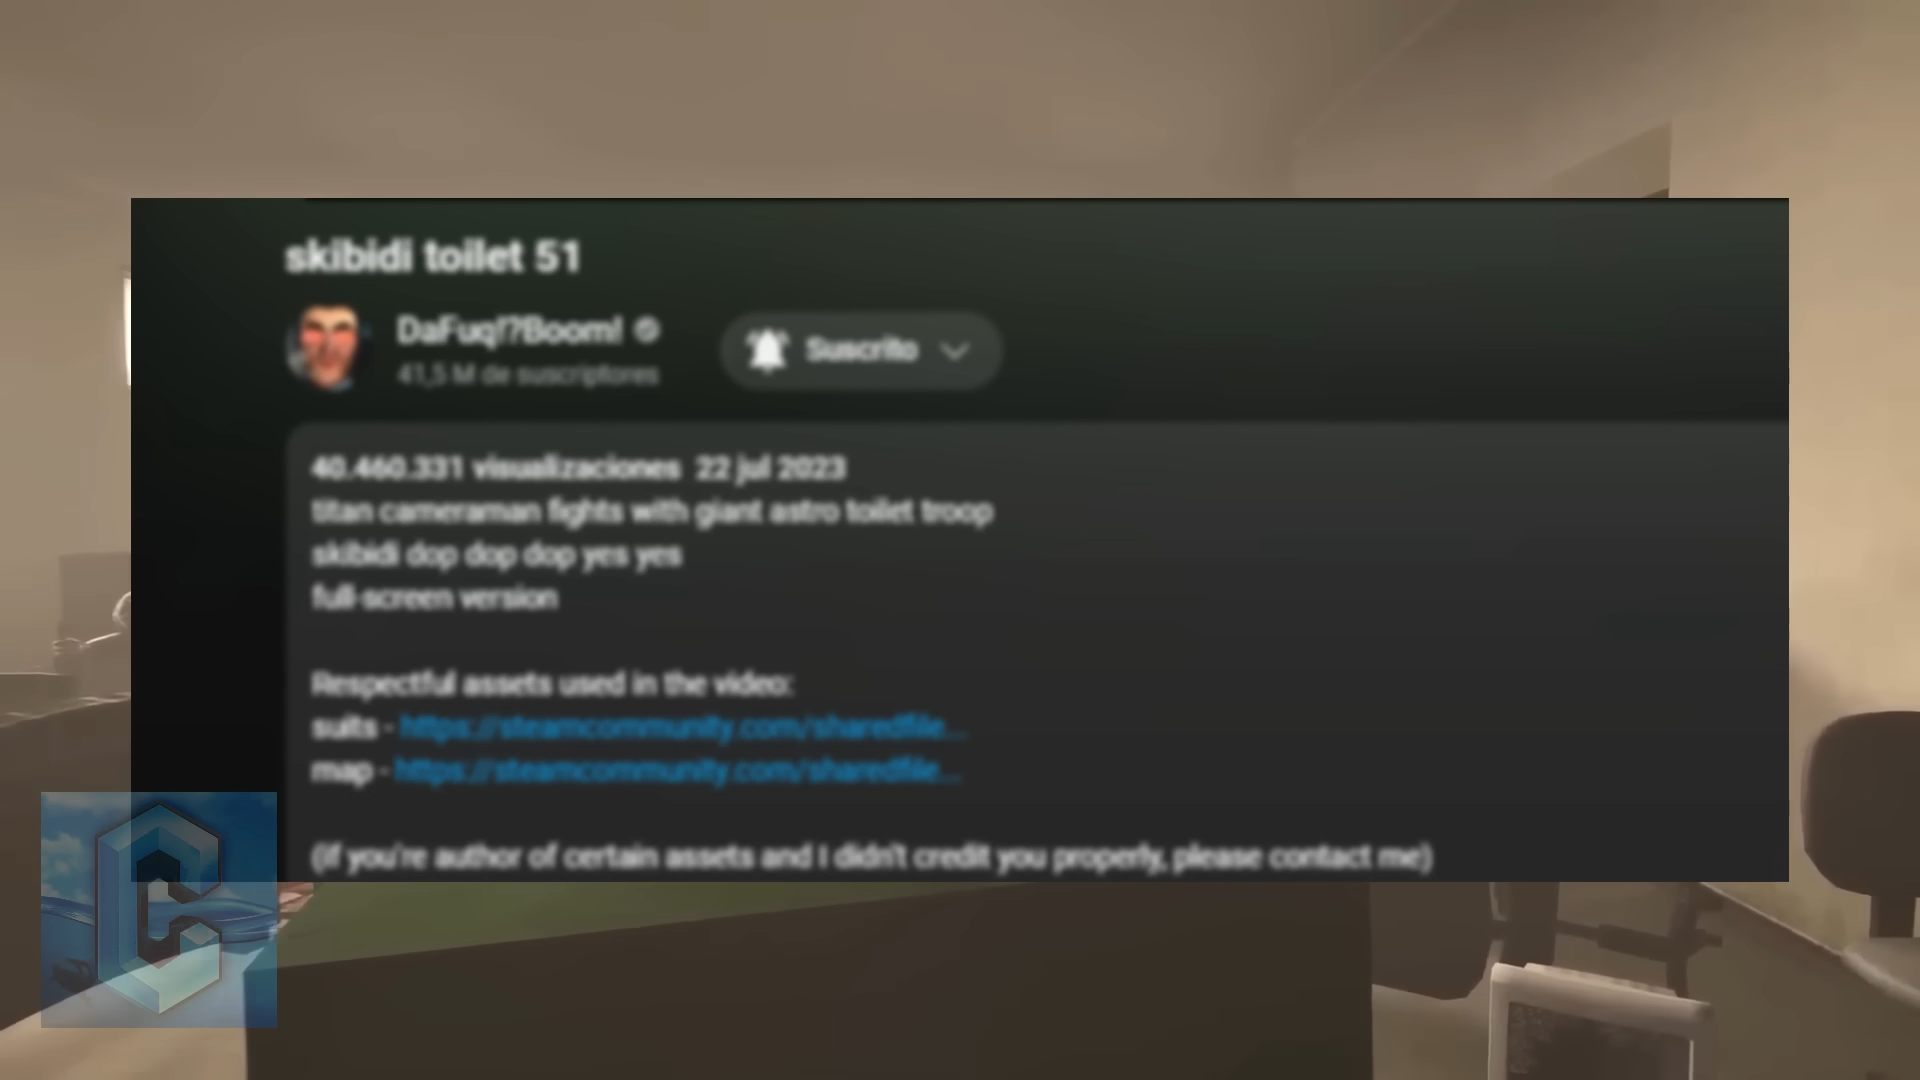 skibidi toilet 51
DaFuq!?Boom!
41,5 M de suscriptores
Suscrito
40.460.331 visualizaciones 22 jul 2023
titan cameraman fights with giant astro toilet troop
skibidi dop dop dop yes yes
full-screen version
Respectful assets used in the video:
suits - https://steamcommunity.com/sharedfile...
map - https://steamcommunity.com/sharedfile...
(if you're author of certain assets and I didn't credit you properly, please contact me)